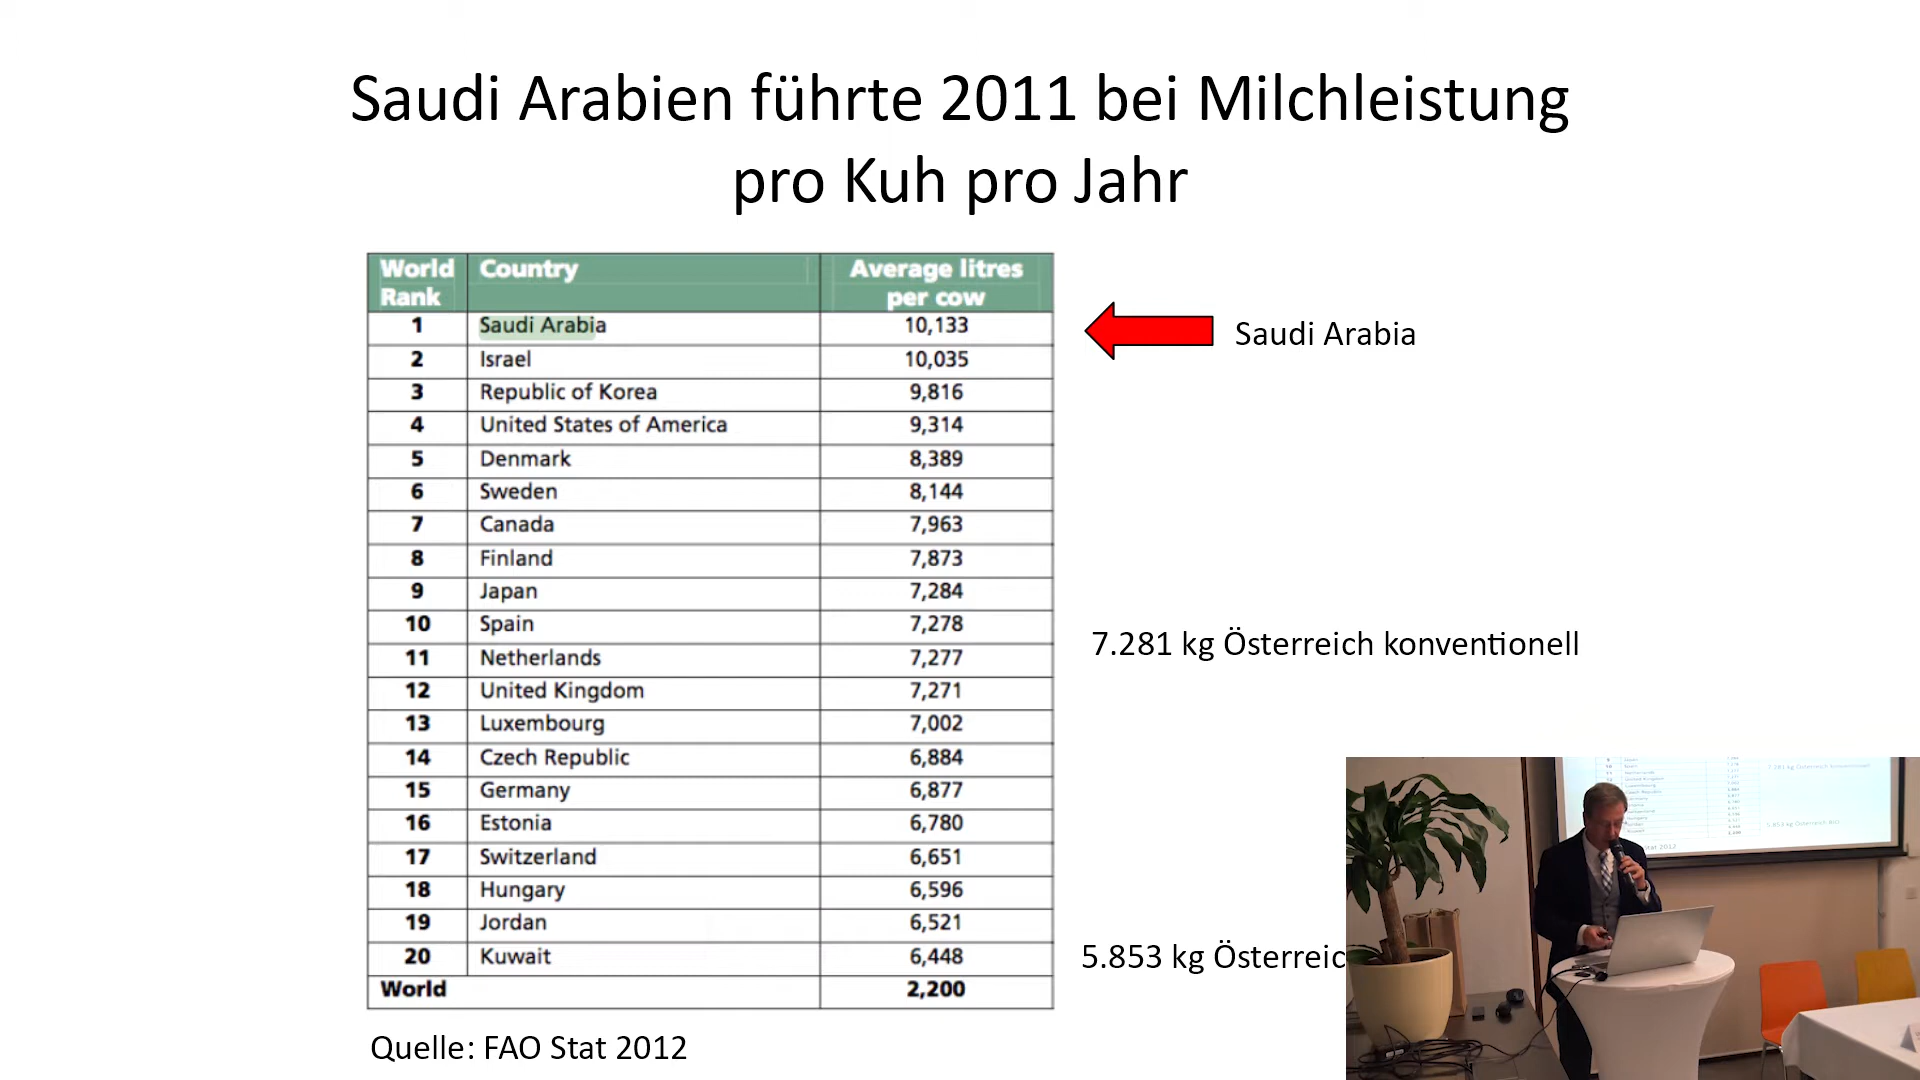 Saudi Arabien führte 2011 bei Milchleistung
pro Kuh pro Jahr
World Rank Country Average litres per cow
1 Saudi Arabia 10,133
2 Israel 10,035
3 Republic of Korea 9,816
4 United States of America 9,314
5 Denmark 8,389
6 Sweden 8,144
7 Canada 7,963
8 Finland 7,873
9 Japan 7,284
10 Spain 7,278
11 Netherlands 7,277
12 United Kingdom 7,271
13 Luxembourg 7,002
14 Czech Republic 6,884
15 Germany 6,877
16 Estonia 6,780
17 Switzerland 6,651
18 Hungary 6,596
19 Jordan 6,521
20 Kuwait 6,448
World 2,200
Saudi Arabia
7.281 kg Österreich konventionell
5.853 kg Österreic
Quelle: FAO Stat 2012